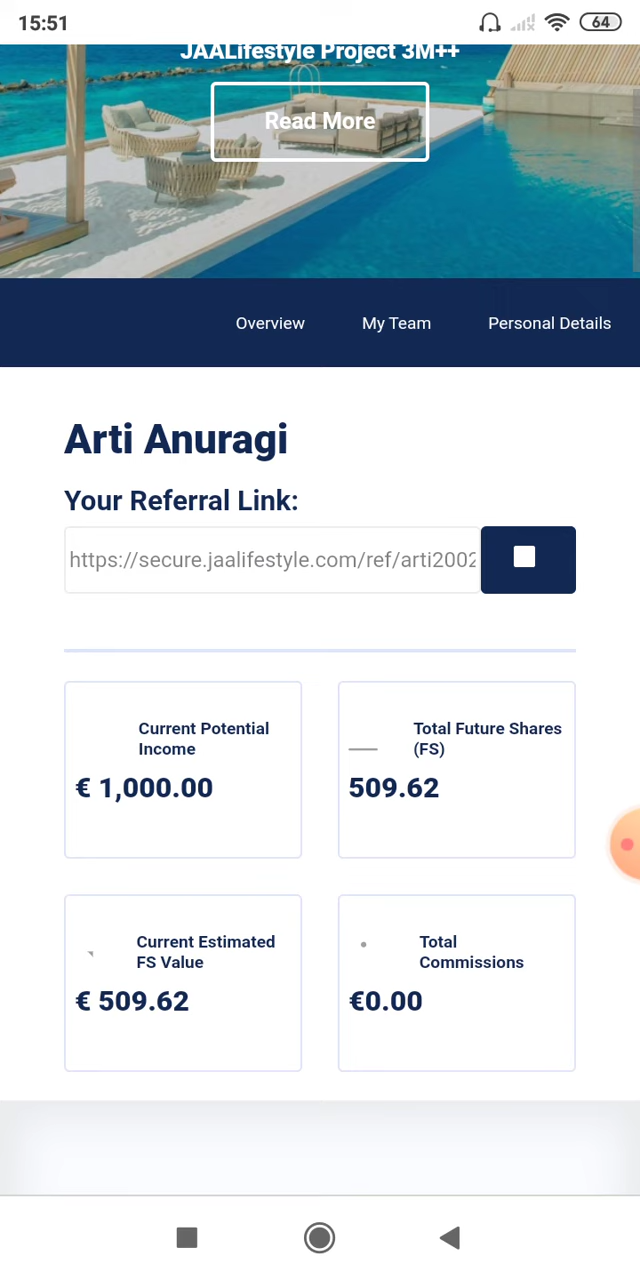 15:51
64
JAALifestyle Project 3M++
Read More
Overview My Team Personal Details
Arti Anuragi
Your Referral Link:
https://secure.jaalifestyle.com/ref/arti2002
Current Potential
Income
€ 1,000.00
Total Future Shares
(FS)
509.62
Current Estimated
FS Value
€ 509.62
Total
Commissions
€0.00